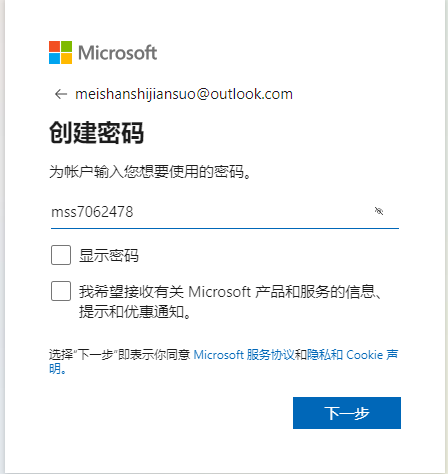 Microsoft
meishanshijiansuo@outlook.com
创建密码
为帐户输入您想要使用的密码。
mss7062478
显示密码
我希望接收有关 Microsoft 产品和服务的信息、
提示和优惠通知。
选择"下一步"即表示你同意 Microsoft 服务协议和隐私和 Cookie 声
明。
下一步